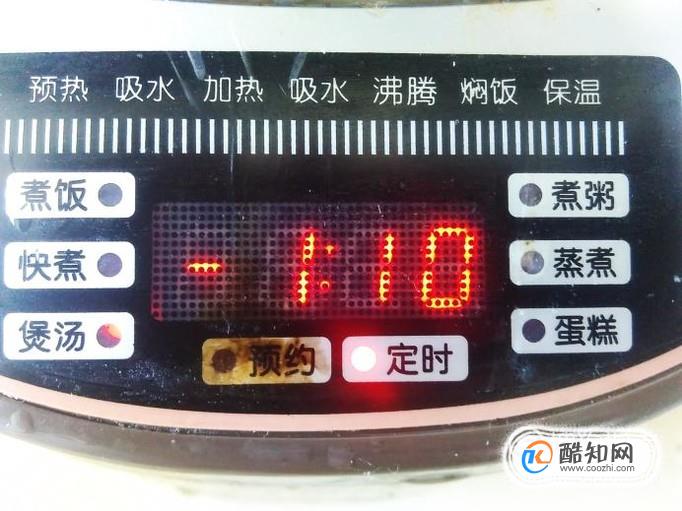 预热 吸水 加热 吸水 沸腾 焖饭 保温
煮饭 煮粥
-1:10
快煮 蒸煮
煲汤 蛋糕
预约 定时
酷知网
www.coozhi.com